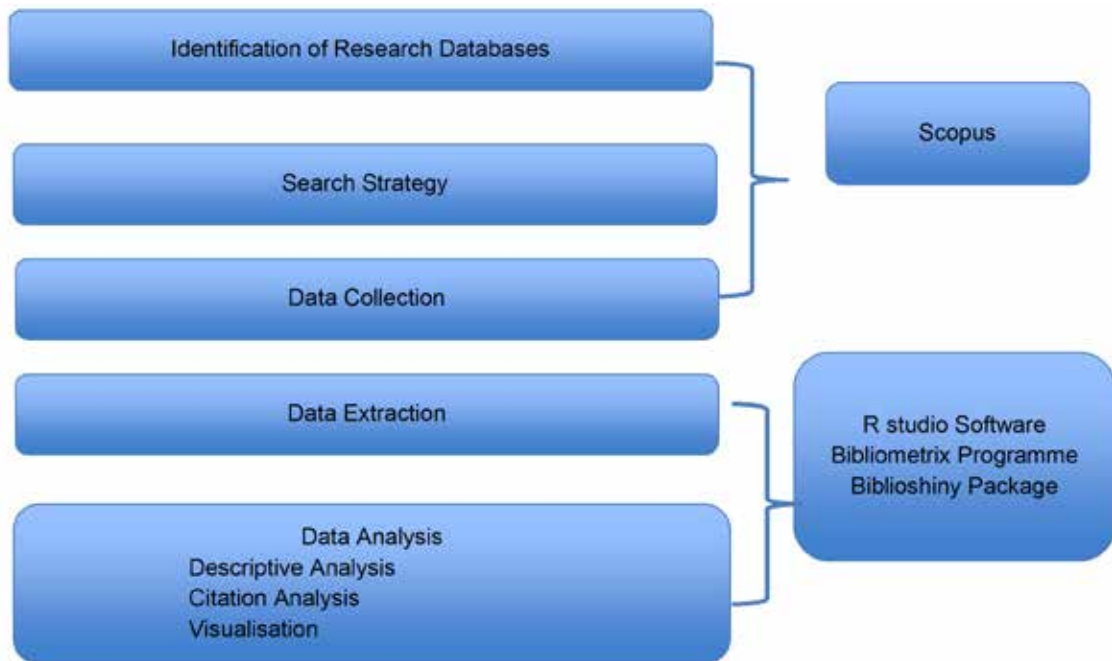 Identification of Research Databases
Search Strategy
Data Collection
Scopus
Data Extraction
Data Analysis
Descriptive Analysis
Citation Analysis
Visualisation
R studio Software
Bibliometrix Programme
Biblioshiny Package